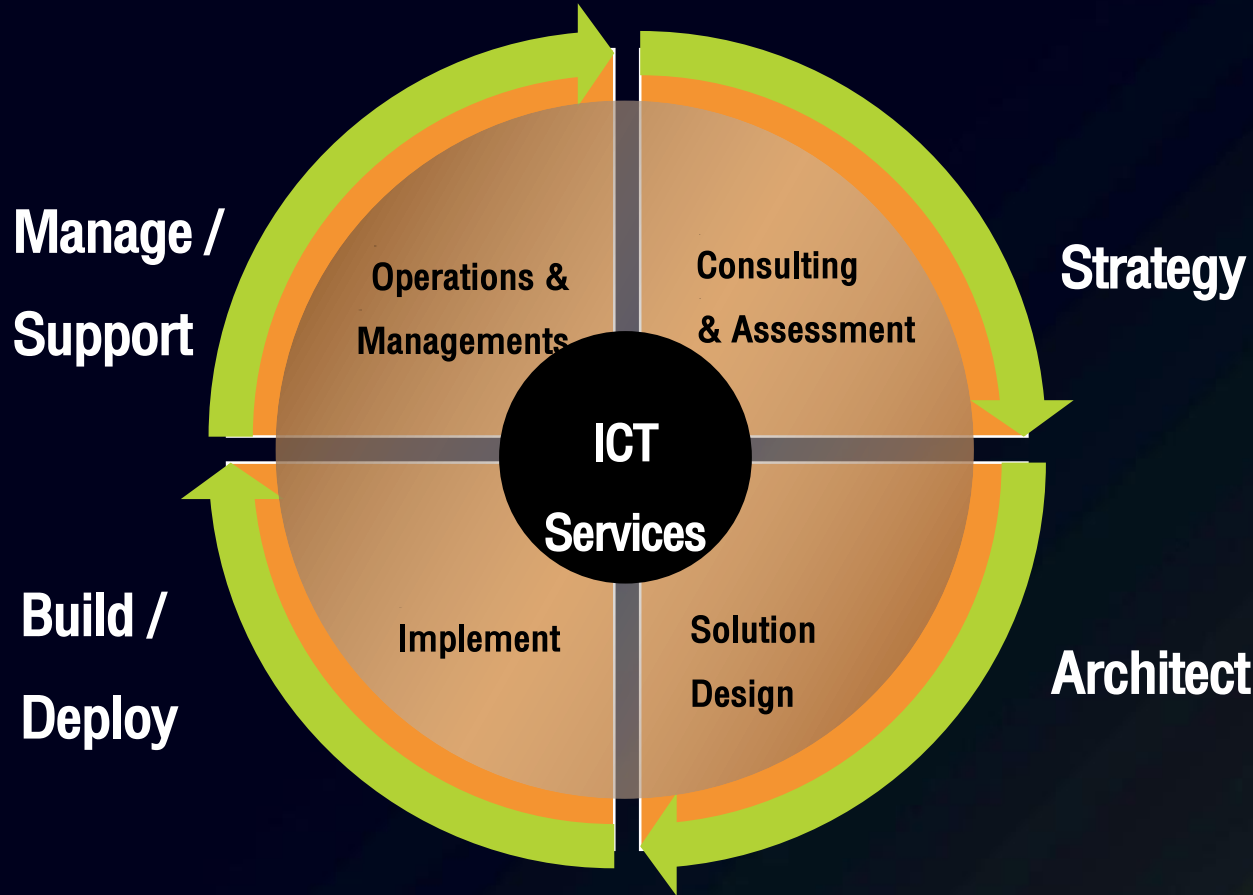 Manage /
Support
Operations &
Managements
Consulting
& Assessment
Strategy
ICT
Services
Build /
Deploy
Implement
Solution
Design
Architect